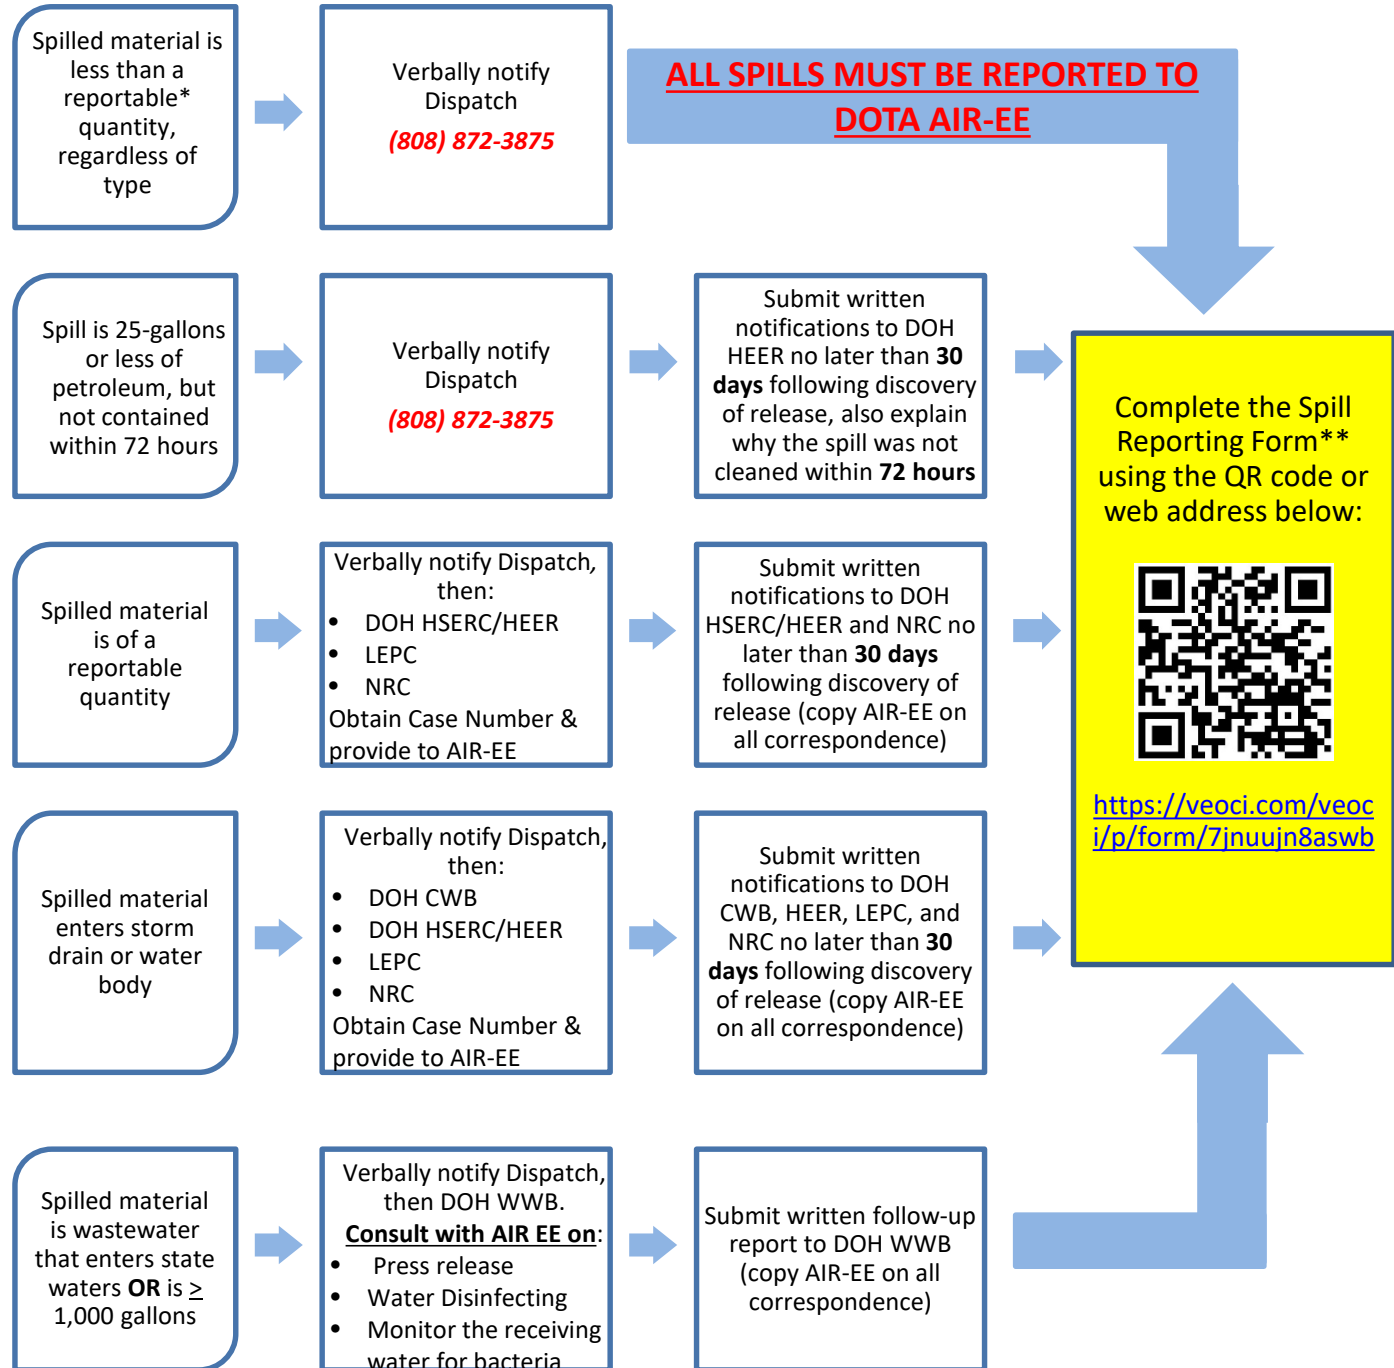 Spilled material is
less than a
reportable*
quantity,
regardless of
type
Verbally notify
Dispatch
(808) 872-3875
ALL SPILLS MUST BE REPORTED TO
DOTA AIR-EE
Spill is 25-gallons
or less of
petroleum, but
not contained
within 72 hours
Verbally notify
Dispatch
(808) 872-3875
Submit written
notifications to DOH
HEER no later than 30
days following discovery
of release, also explain
why the spill was not
cleaned within 72 hours
Spilled material
is of a
reportable
quantity
Verbally notify Dispatch,
then:
• DOH HSERC/HEER
• LEPC
• NRC
Obtain Case Number &
provide to AIR-EE
Submit written
notifications to DOH
HSERC/HEER and NRC no
later than 30 days
following discovery of
release (copy AIR-EE on
all correspondence)
Spilled material
enters storm
drain or water
body
Verbally notify Dispatch,
then:
• DOH CWB
• DOH HSERC/HEER
• LEPC
• NRC
Obtain Case Number &
provide to AIR-EE
Submit written
notifications to DOH
CWB, HEER, LEPC, and
NRC no later than 30
days following discovery
of release (copy AIR-EE
on all correspondence)
Spilled material
is wastewater
that enters state
waters OR is ≥
1,000 gallons
Verbally notify Dispatch,
then DOH WWB.
Consult with AIR EE on:
• Press release
• Water Disinfecting
• Monitor the receiving
water for bacteria
Submit written follow-up
report to DOH WWB
(copy AIR-EE on all
correspondence)
Complete the Spill
Reporting Form**
using the QR code or
web address below:
https://veoci.com/veoc
i/p/form/7jnuujn8aswb